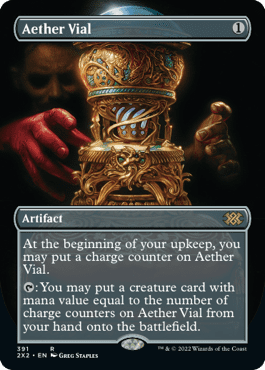 Aether Vial 1
Artifact
At the beginning of your upkeep, you
may put a charge counter on Aether
Vial.
: You may put a creature card with
mana value equal to the number of
charge counters on Aether Vial from
your hand onto the battlefield.
391 R
2X2 • EN Greg Staples
™ & © 2022 Wizards of the Coast